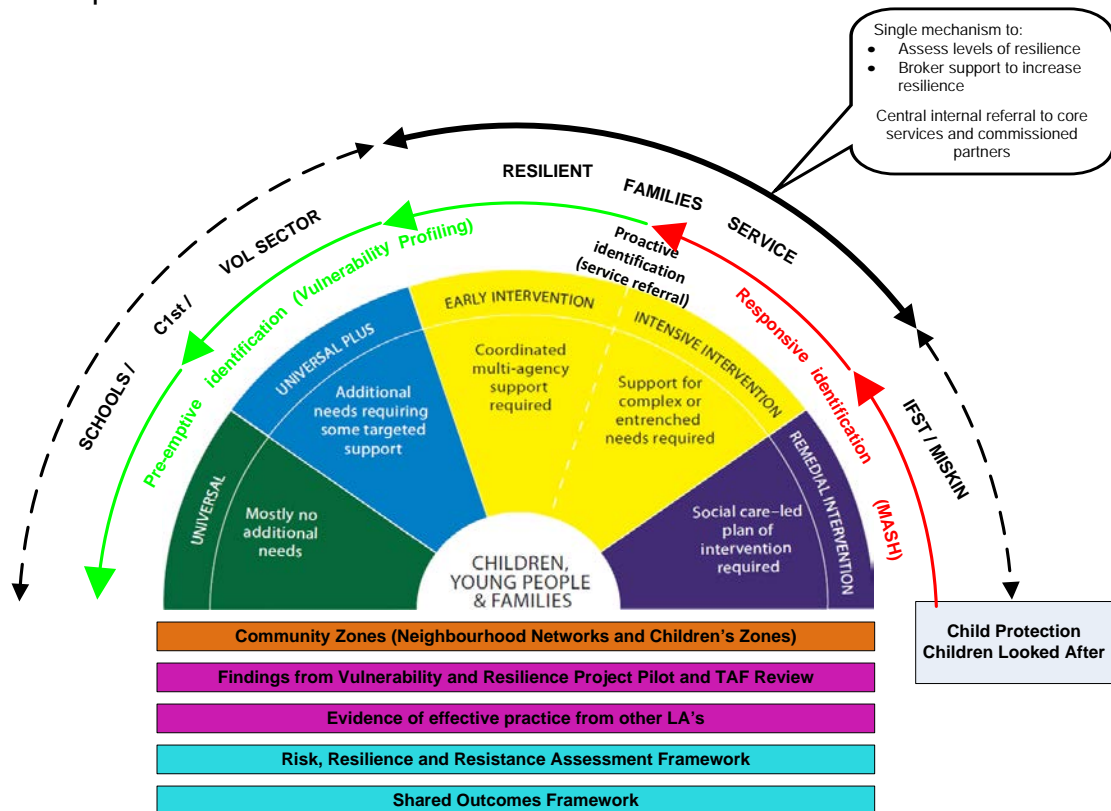 Single mechanism to:
• Assess levels of resilience
• Broker support to increase
resilience
Central internal referral to core
services and commissioned
partners
RESILIENT FAMILIES SERVICE
SCHOOLS / C1st / VOL SECTOR
IFST / MISKIN
Pre-emptive identification (Vulnerability Profiling)
Proactive
identification
(service referral)
Responsive identification (MASH)
UNIVERSAL
Mostly no
additional
needs
UNIVERSAL PLUS
Additional
needs requiring
some targeted
support
EARLY INTERVENTION
Coordinated
multi-agency
support
required
INTENSIVE INTERVENTION
Support for
complex or
entrenched
needs required
REMEDIAL INTERVENTION
Social care–led
plan of
intervention
required
CHILDREN,
YOUNG PEOPLE
& FAMILIES
Child Protection
Children Looked After
Community Zones (Neighbourhood Networks and Children's Zones)
Findings from Vulnerability and Resilience Project Pilot and TAF Review
Evidence of effective practice from other LA's
Risk, Resilience and Resistance Assessment Framework
Shared Outcomes Framework